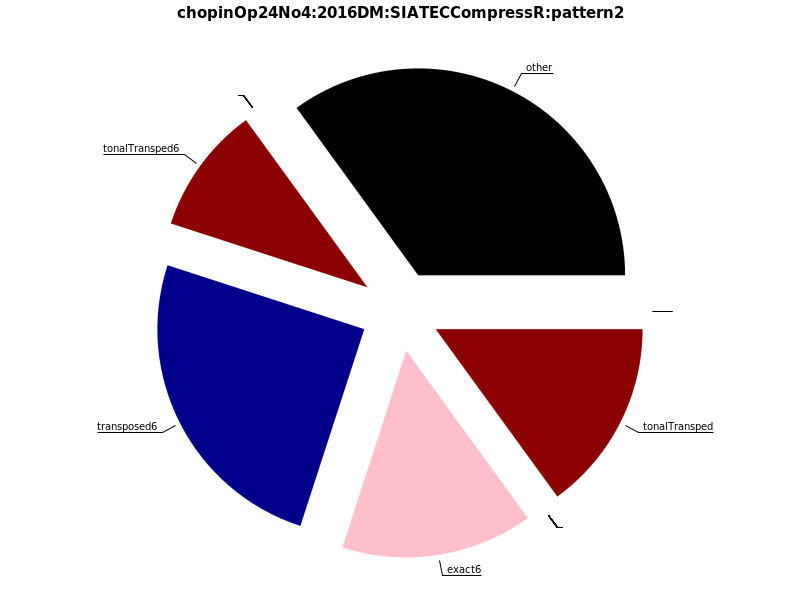 chopinOp24No4:2016DM:SIATECCompressR:pattern2
other
tonalTransped6
transposed6
tonalTransped
exact6